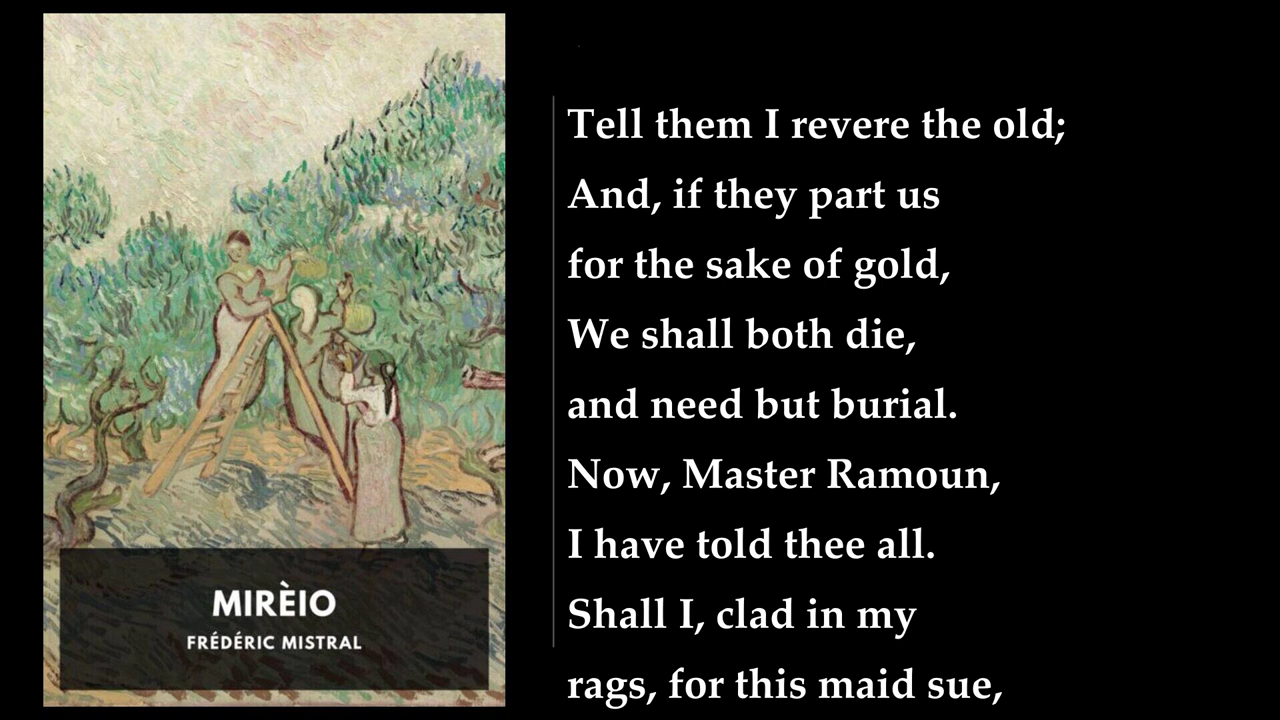 MIRÈIO
FRÉDÉRIC MISTRAL
Tell them I revere the old;
And, if they part us
for the sake of gold,
We shall both die,
and need but burial.
Now, Master Ramoun,
I have told thee all.
Shall I, clad in my
rags, for this maid sue,